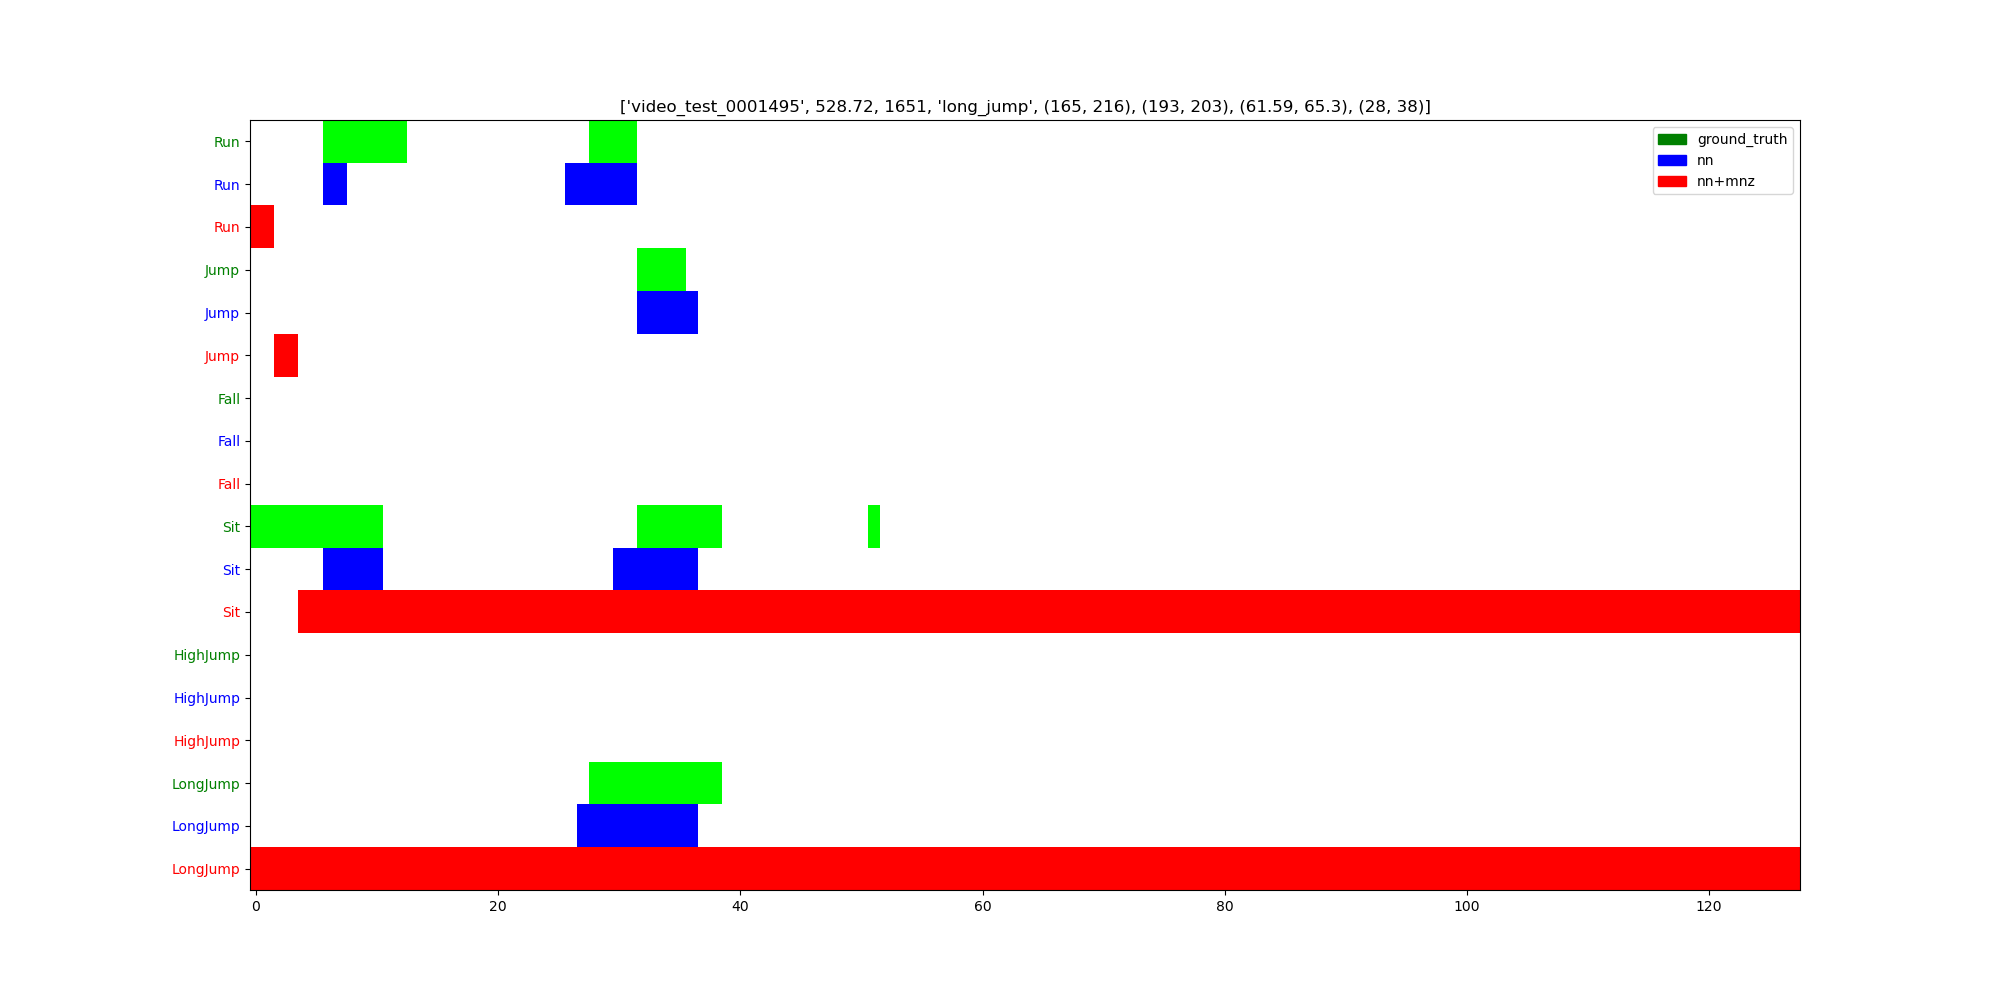 ['video_test_0001495', 528.72, 1651, 'long_jump', (165, 216), (193, 203), (61.59, 65.3), (28, 38)]
ground_truth
nn
nn+mnz
Run
Run
Run
Jump
Jump
Jump
Fall
Fall
Fall
Sit
Sit
Sit
HighJump
HighJump
HighJump
LongJump
LongJump
LongJump
0 20 40 60 80 100 120